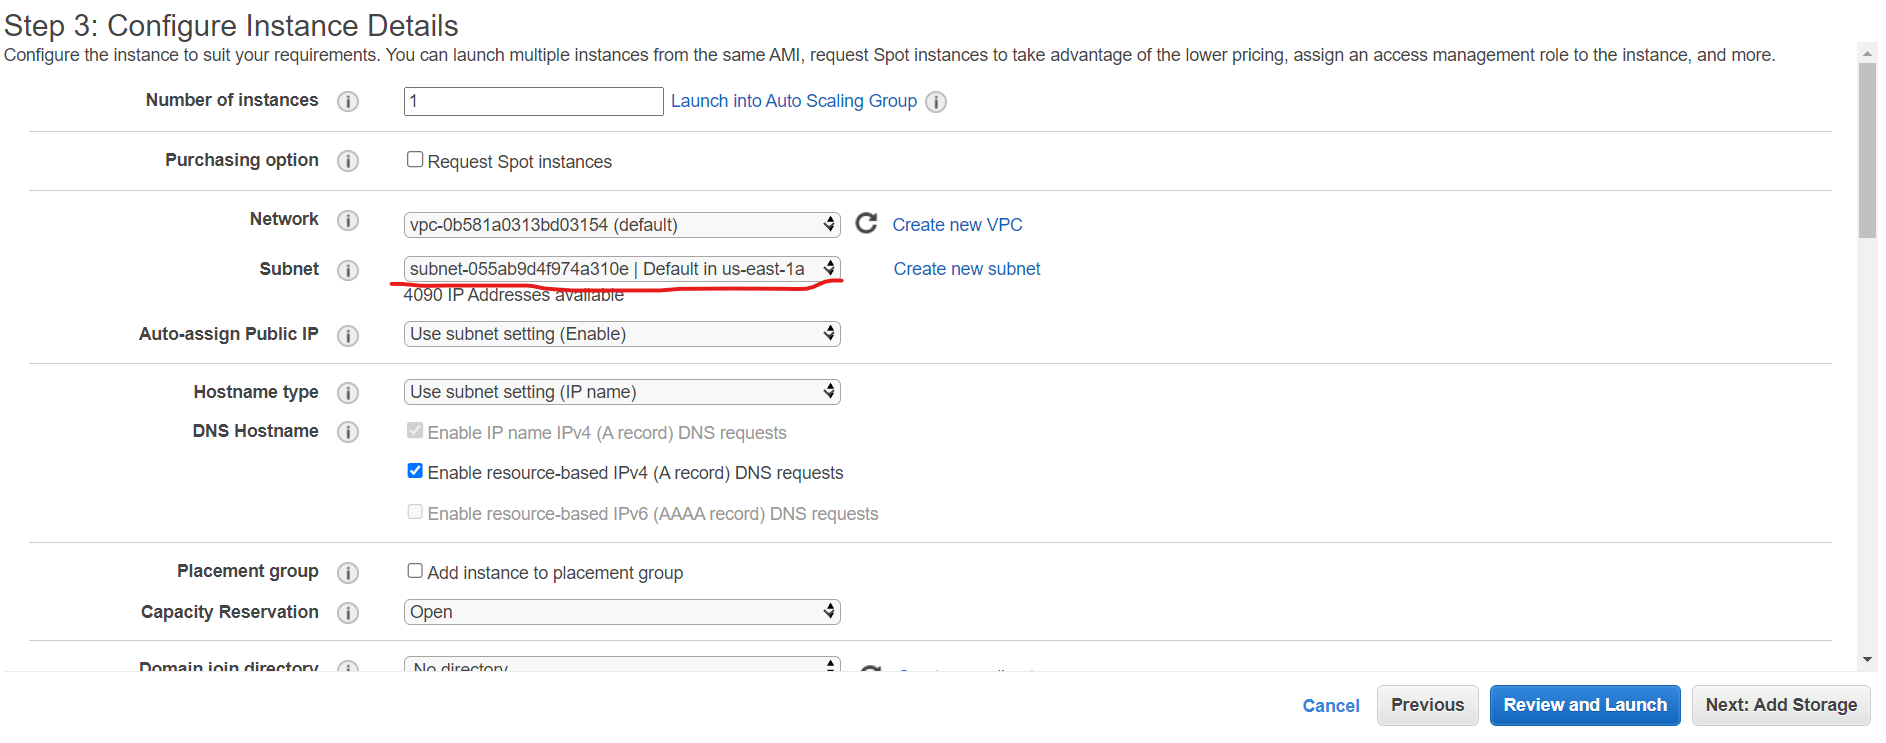 Step 3: Configure Instance Details
Configure the instance to suit your requirements. You can launch multiple instances from the same AMI, request Spot instances to take advantage of the lower pricing, assign an access management role to the instance, and more.
Number of instances 1 Launch into Auto Scaling Group
Purchasing option Request Spot instances
Network vpc-0b581a0313bd03154 (default) Create new VPC
Subnet subnet-055ab9d4f974a310e | Default in us-east-1a Create new subnet
4090 IP Addresses available
Auto-assign Public IP Use subnet setting (Enable)
Hostname type Use subnet setting (IP name)
DNS Hostname Enable IP name IPv4 (A record) DNS requests
Enable resource-based IPv4 (A record) DNS requests
Enable resource-based IPv6 (AAAA record) DNS requests
Placement group Add instance to placement group
Capacity Reservation Open
Domain join directory No directory
Cancel Previous Review and Launch Next: Add Storage